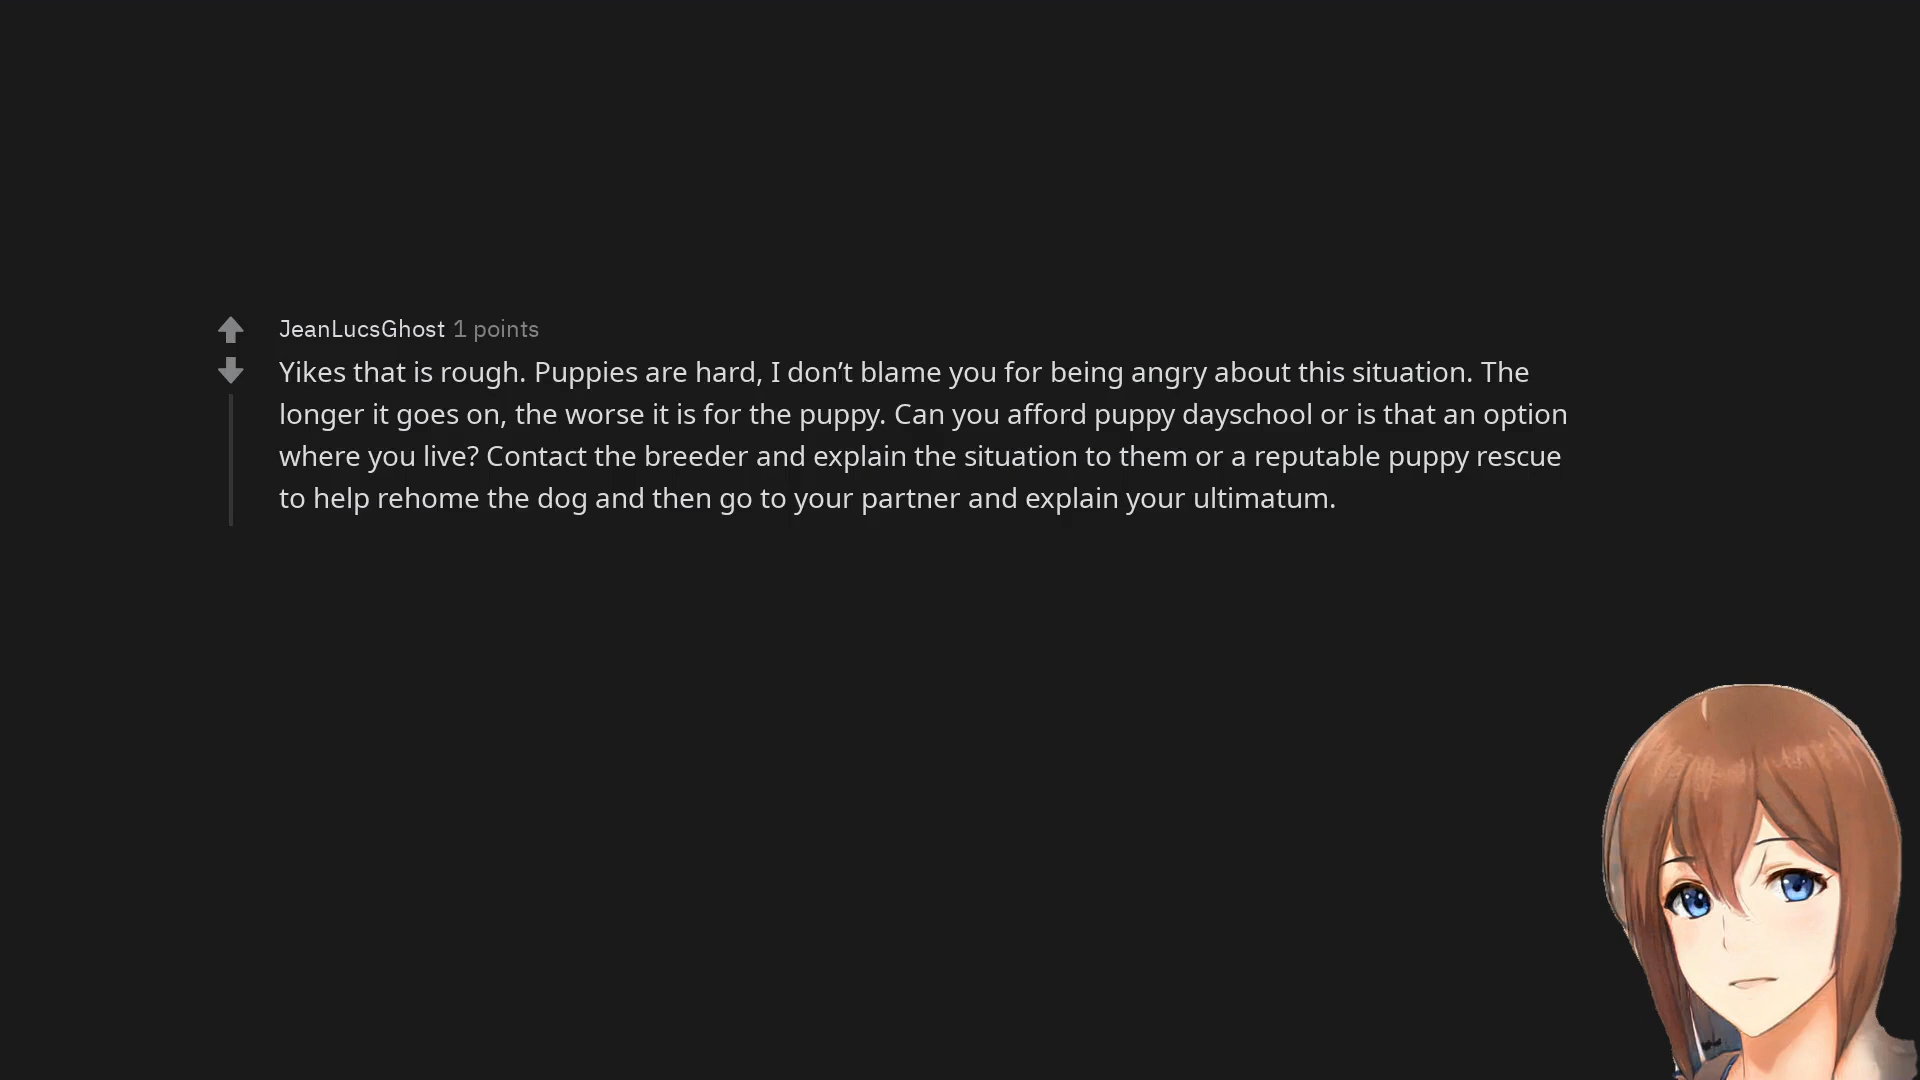 JeanLucsGhost 1 points
Yikes that is rough. Puppies are hard, I don’t blame you for being angry about this situation. The
longer it goes on, the worse it is for the puppy. Can you afford puppy dayschool or is that an option
where you live? Contact the breeder and explain the situation to them or a reputable puppy rescue
to help rehome the dog and then go to your partner and explain your ultimatum.